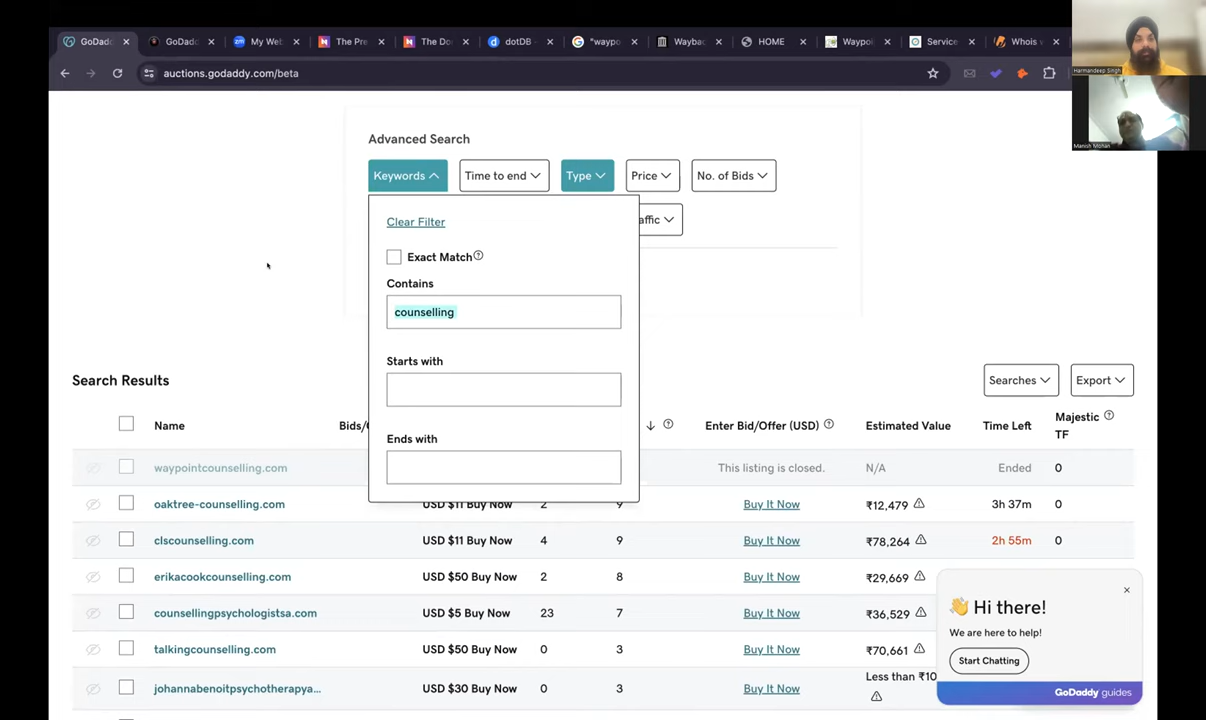 GoDadd
GoDadd
My Web
The Pre
The Do
dotDB -
"waypo
Wayba
HOME
Waypoi
Service
Whois v
auctions.godaddy.com/beta
Harmandeep Singh
Manish Mohan
Advanced Search
Keywords
Time to end
Type
Price
No. of Bids
affic
Clear Filter
Exact Match
Contains
counselling
Starts with
Ends with
Search Results
Searches
Export
Name
Bids/
Enter Bid/Offer (USD)
Estimated Value
Time Left
Majestic TF
waypointcounselling.com This listing is closed. N/A Ended 0
oaktree-counselling.com USD $11 Buy Now 2 9 Buy It Now ₹12,479 3h 37m 0
clscounselling.com USD $11 Buy Now 4 9 Buy It Now ₹78,264 2h 55m 0
erikacookcounselling.com USD $50 Buy Now 2 8 Buy It Now ₹29,669
counsellingpsychologistsa.com USD $5 Buy Now 23 7 Buy It Now ₹36,529
talkingcounselling.com USD $50 Buy Now 0 3 Buy It Now ₹70,661
johannabenoitpsychotherapya... USD $30 Buy Now 0 3 Buy It Now Less than ₹10
Hi there!
We are here to help!
Start Chatting
GoDaddy guides